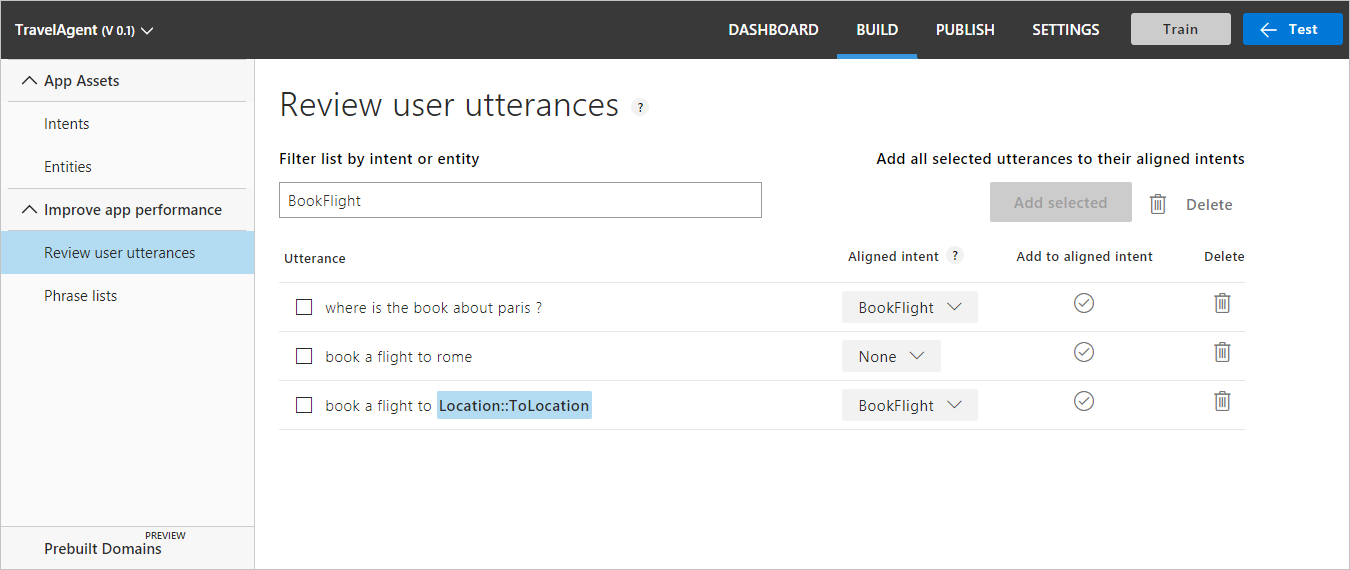 TravelAgent (V 0.1) DASHBOARD BUILD PUBLISH SETTINGS Train Test
App Assets
Intents
Entities
Improve app performance
Review user utterances
Phrase lists
PREVIEW
Prebuilt Domains
Review user utterances ?
Filter list by intent or entity Add all selected utterances to their aligned intents
BookFlight Add selected Delete
Utterance Aligned intent ? Add to aligned intent Delete
where is the book about paris ? BookFlight
book a flight to rome None
book a flight to Location::ToLocation BookFlight